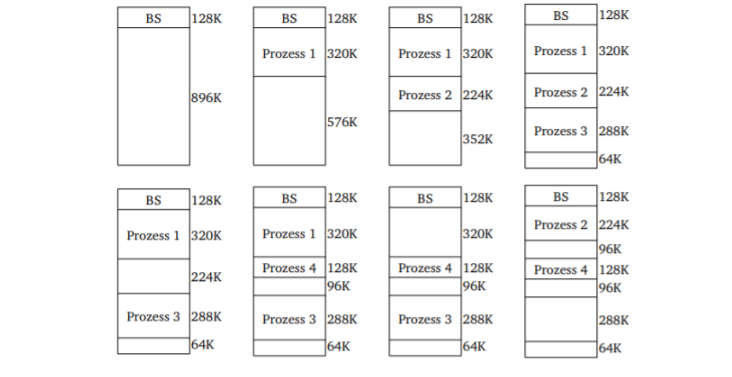 BS 128K
896K
BS 128K
Prozess 1 320K
576K
BS 128K
Prozess 1 320K
Prozess 2 224K
352K
BS 128K
Prozess 1 320K
Prozess 2 224K
Prozess 3 288K
64K
BS 128K
Prozess 1 320K
224K
Prozess 3 288K
64K
BS 128K
Prozess 1 320K
Prozess 4 128K
96K
Prozess 3 288K
64K
BS 128K
320K
Prozess 4 128K
96K
Prozess 3 288K
64K
BS 128K
Prozess 2 224K
96K
Prozess 4 128K
96K
288K
64K